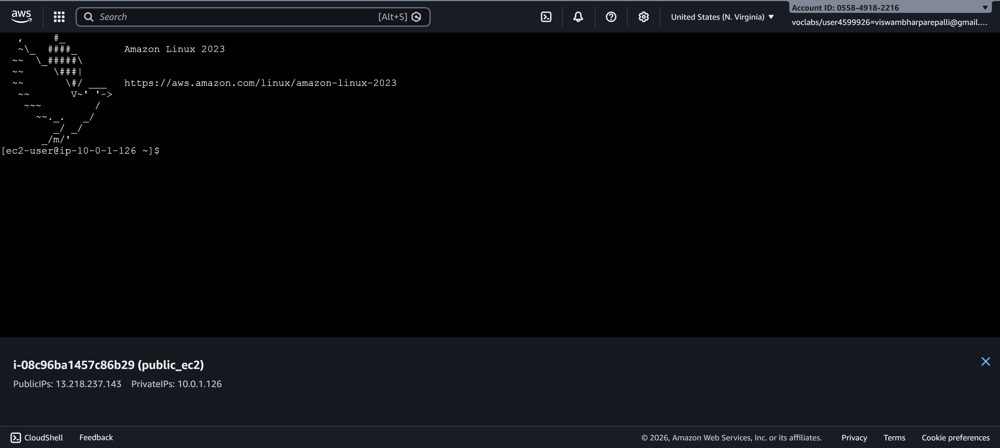 aws
Search [Alt+S]
United States (N. Virginia)
Account ID: 0558-4918-2216
voclabs/user4599926=viswambharparepalli@gmail....
   ,     #_
   ~\_  ####_        Amazon Linux 2023
  ~~  \_#####\
  ~~     \###|
  ~~       \#/ ___   https://aws.amazon.com/linux/amazon-linux-2023
   ~~       V~' '->
    ~~~         /
      ~~._.   _/
         _/ _/
       _/m/'
[ec2-user@ip-10-0-1-126 ~]$
i-08c96ba1457c86b29 (public_ec2)
PublicIPs: 13.218.237.143 PrivateIPs: 10.0.1.126
CloudShell Feedback © 2026, Amazon Web Services, Inc. or its affiliates. Privacy Terms Cookie preferences